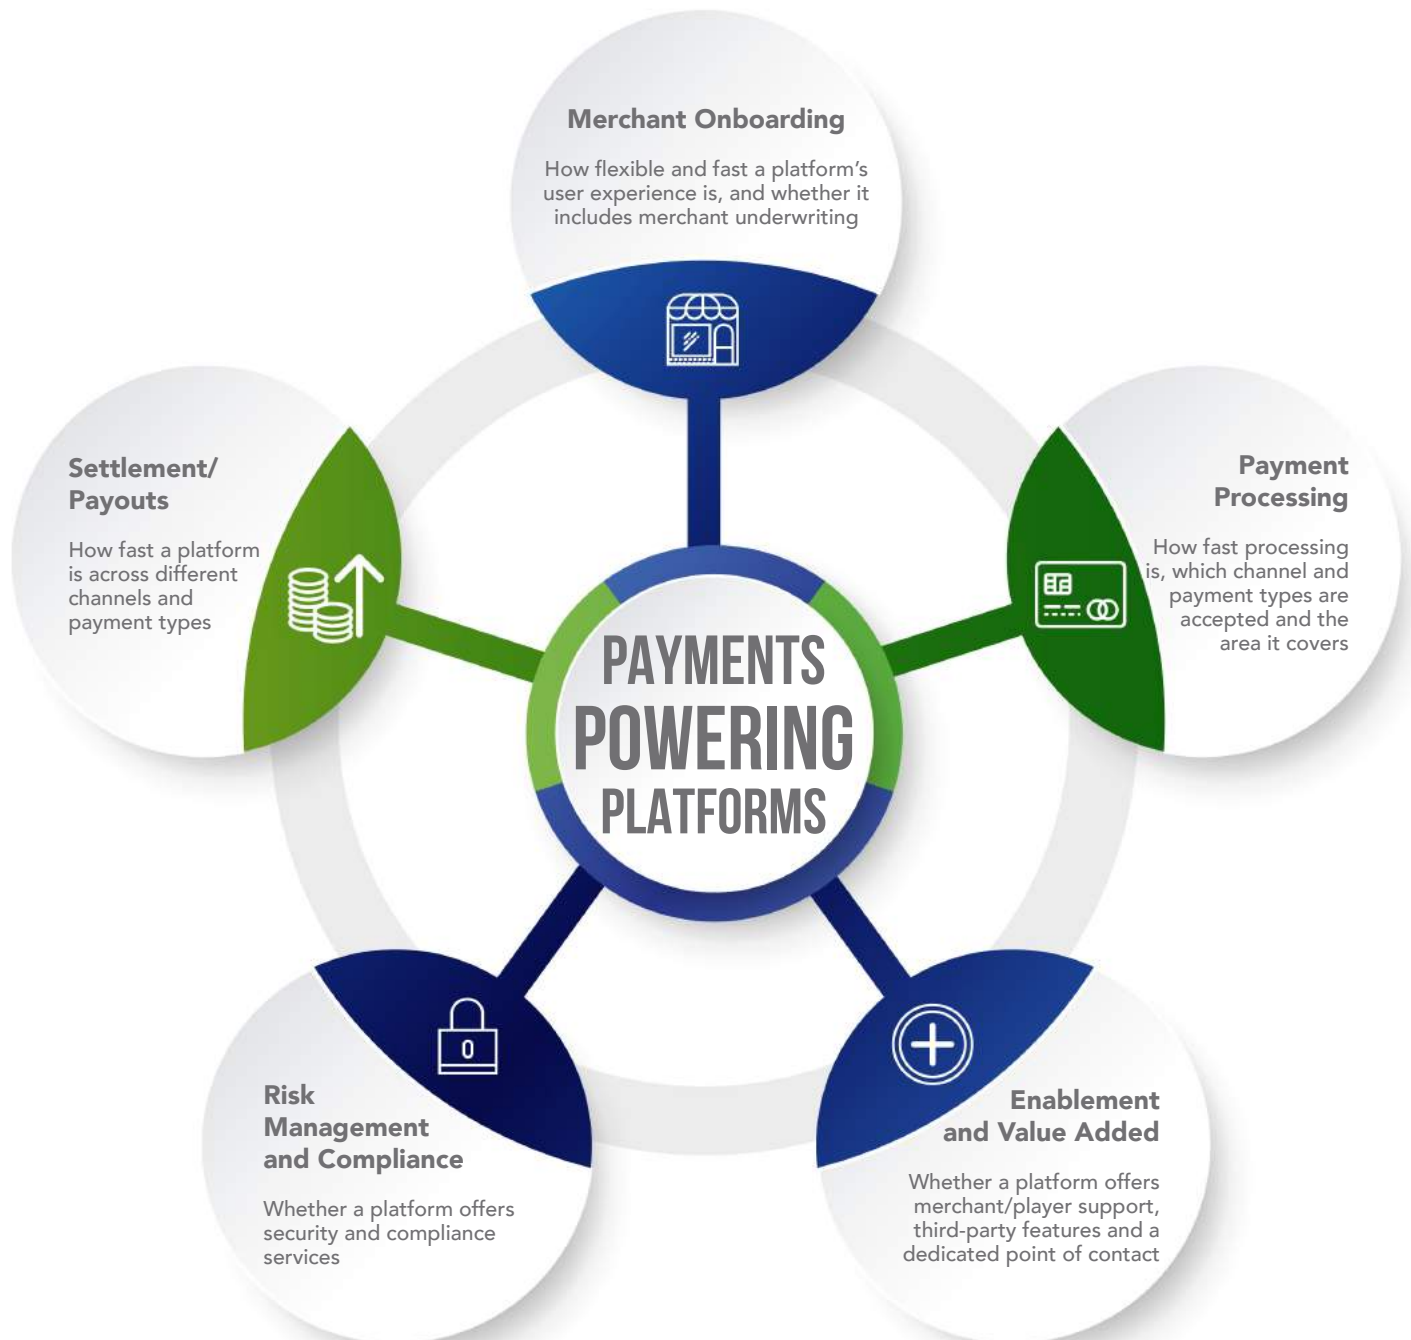 Merchant Onboarding
How flexible and fast a platform's
user experience is, and whether it
includes merchant underwriting
Settlement/
Payouts
How fast a platform
is across different
channels and
payment types
Payment
Processing
How fast processing
is, which channel and
payment types are
accepted and the
area it covers
PAYMENTS
POWERING
PLATFORMS
Risk
Management
and Compliance
Whether a platform offers
security and compliance
services
Enablement
and Value Added
Whether a platform offers
merchant/player support,
third-party features and a
dedicated point of contact